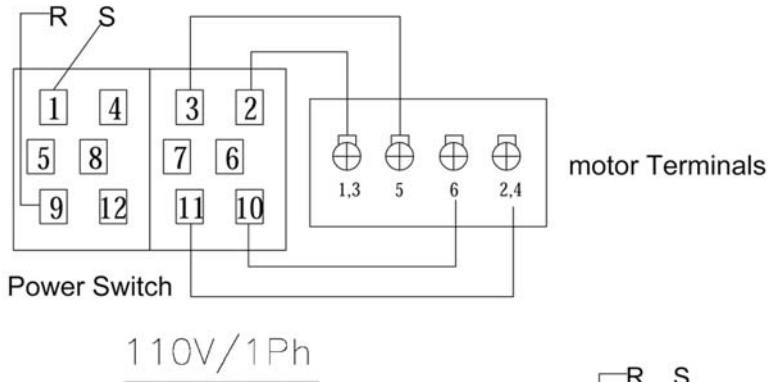 R S
1 4 3 2
5 8 7 6
9 12 11 10
1,3 5 6 2,4
motor Terminals
Power Switch
110V/1Ph
R S